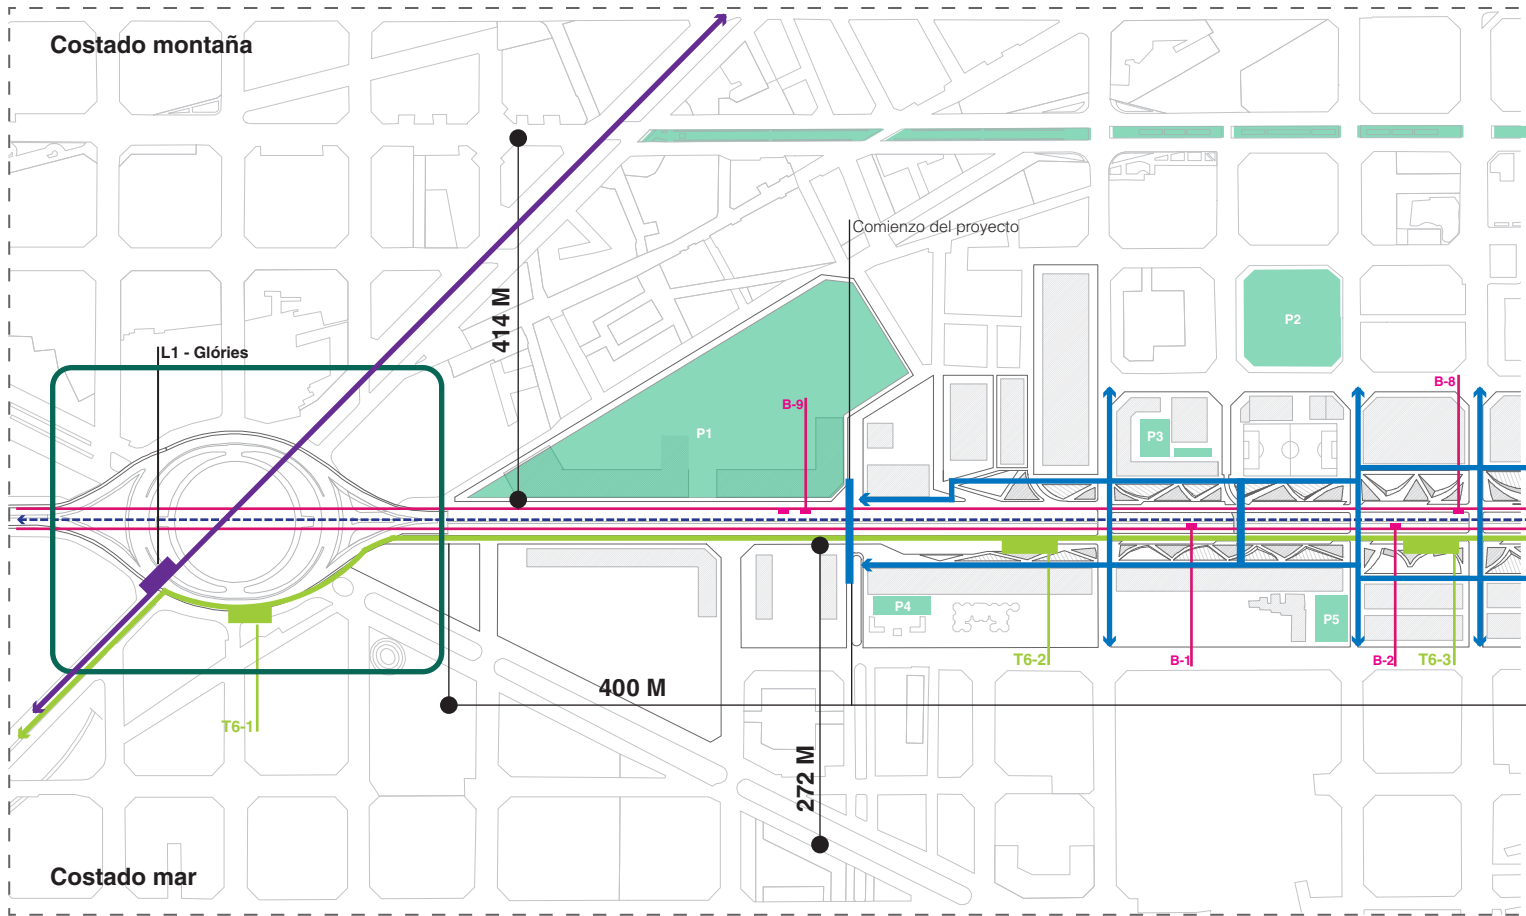 Costado montaña
Comienzo del proyecto
414 M
P2
L1 - Glóries
B-8
B-9
P1
P3
P4
P5
T6-2
B-1
B-2
T6-3
400 M
T6-1
272 M
Costado mar